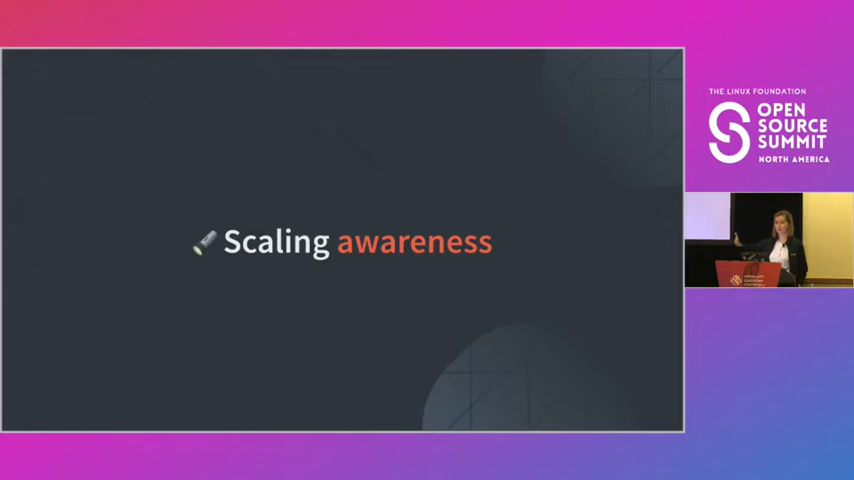 Scaling awareness
THE LINUX FOUNDATION
OPEN
SOURCE
SUMMIT
NORTH AMERICA